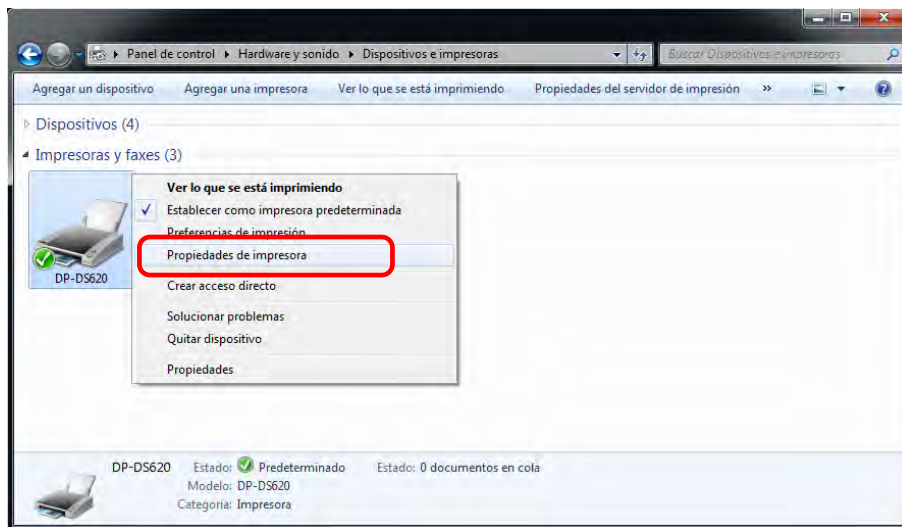 Panel de control Hardware y sonido Dispositivos e impresoras Buscar Dispositivos e impresoras
Agregar un dispositivo Agregar una impresora Ver lo que se está imprimiendo Propiedades del servidor de impresión »
Dispositivos (4)
Impresoras y faxes (3)
Ver lo que se está imprimiendo
Establecer como impresora predeterminada
Preferencias de impresión
Propiedades de impresora
DP-DS620
Crear acceso directo
Solucionar problemas
Quitar dispositivo
Propiedades
DP-DS620 Estado: Predeterminado Estado: 0 documentos en cola
Modelo: DP-DS620
Categoría: Impresora